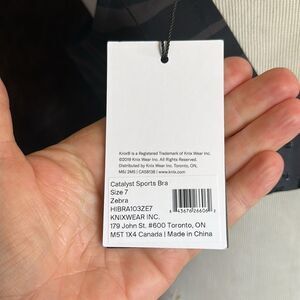 Knix® is a Registered Trademark of Knix Wear Inc.
©2019 Knix Wear Inc. All Rights Reserved.
Distributed by Knix Wear Inc. Toronto, ON,
M5J 2M5 | CA58138 | www.knix.com
Catalyst Sports Bra
Size 7
Zebra
HIBRA103ZE7
KNIXWEAR INC.
179 John St. #600 Toronto, ON
M5T 1X4 Canada | Made in China